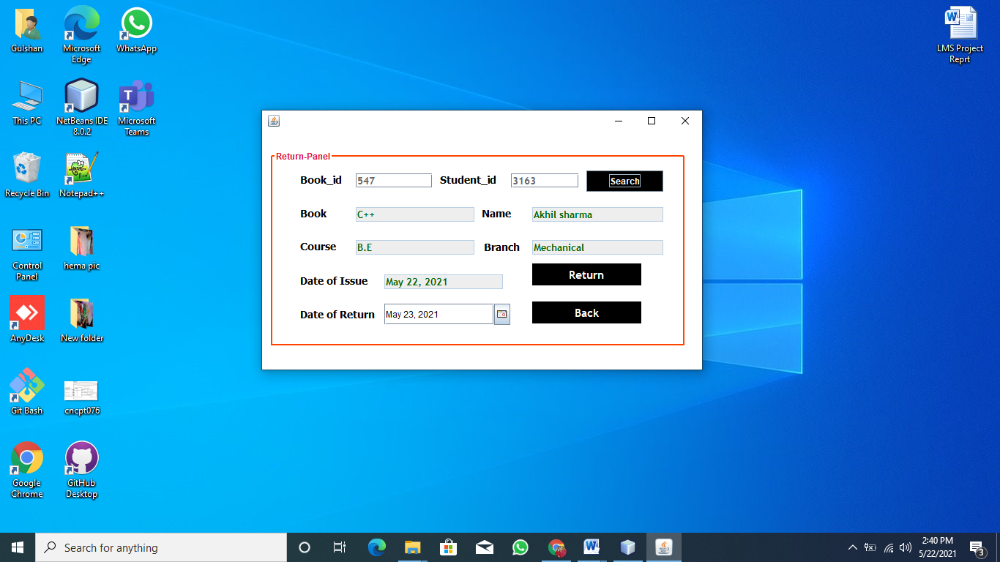 Gulshan
Microsoft
Edge
WhatsApp
LMS Project
Reprt
This PC
NetBeans IDE
8.0.2
Microsoft
Teams
Recycle Bin
Notepad++
Control
Panel
hema pic
AnyDesk
New folder
Git Bash
cncpt076
Google
Chrome
GitHub
Desktop
Return-Panel
Book_id 547 Student_id 3163 Search
Book C++ Name Akhil sharma
Course B.E Branch Mechanical
Date of Issue May 22, 2021 Return
Date of Return May 23, 2021 Back
Search for anything
2:40 PM
5/22/2021
3